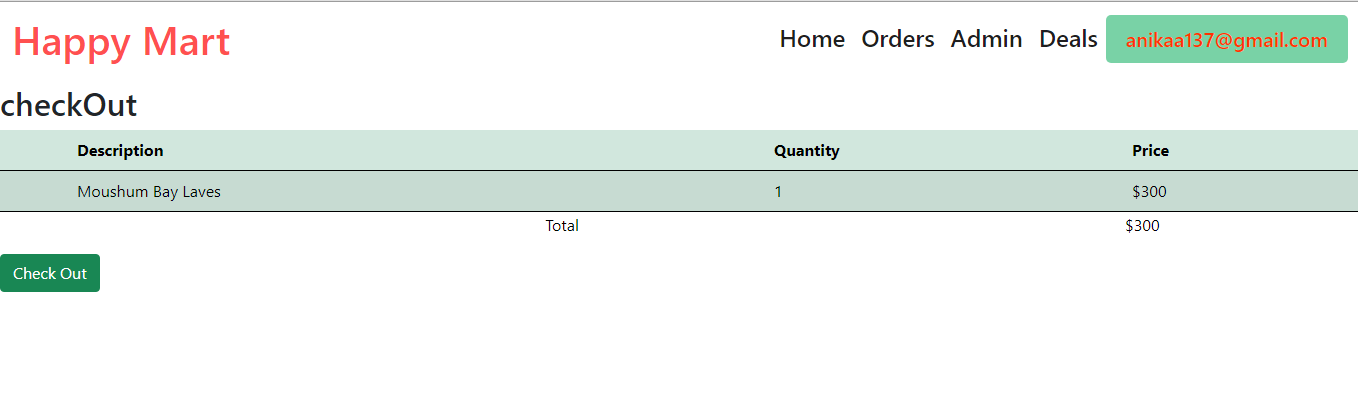 Happy Mart Home Orders Admin Deals anikaa137@gmail.com
checkOut
Description Quantity Price
Moushum Bay Laves 1 $300
Total $300
Check Out